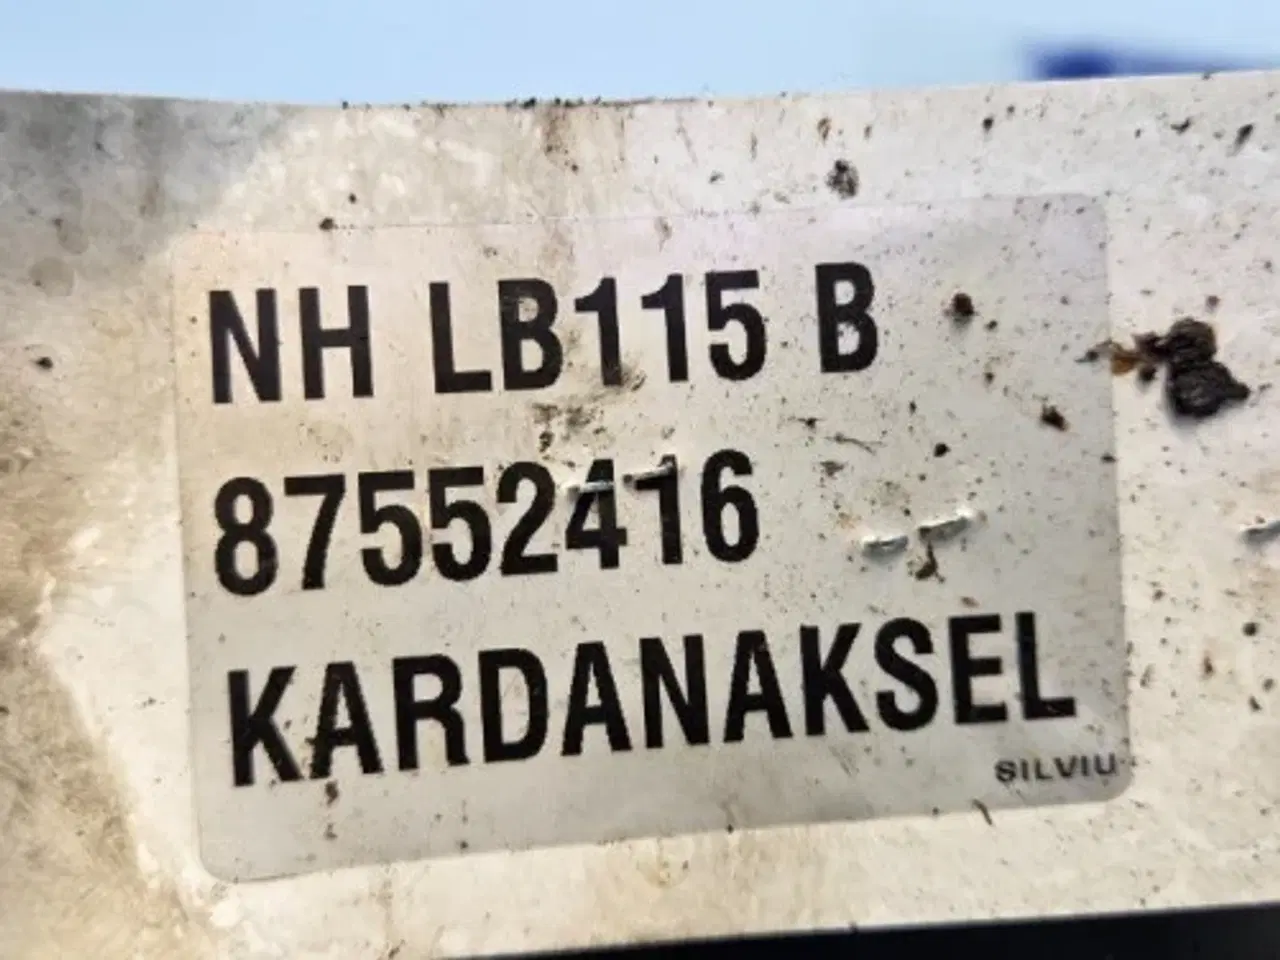 NH LB115 B
87552416
KARDANAKSEL
SILVIU